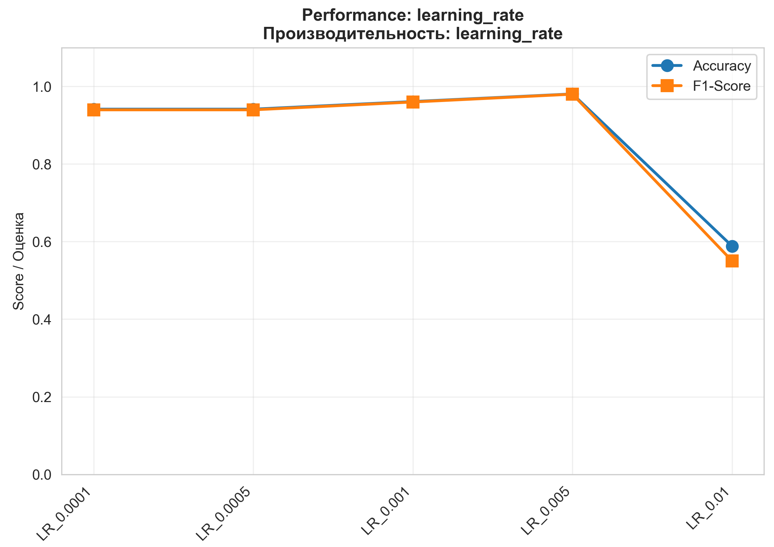 Performance: learning_rate
Производительность: learning_rate
Accuracy
F1-Score
Score / Оценка
1.0
0.8
0.6
0.4
0.2
0.0
LR_0.0001
LR_0.0005
LR_0.001
LR_0.005
LR_0.01